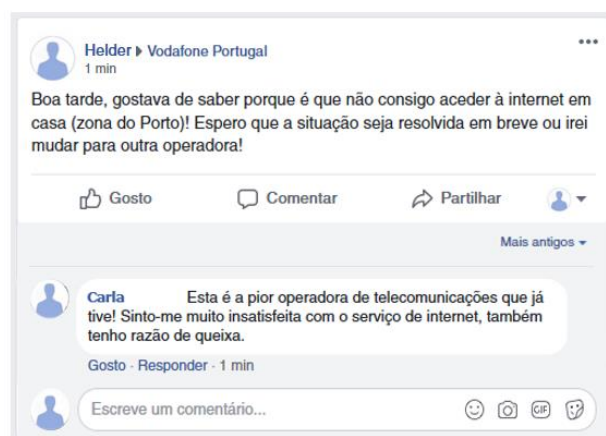 Helder ▸ Vodafone Portugal
1 min
Boa tarde, gostava de saber porque é que não consigo aceder à internet em
casa (zona do Porto)! Espero que a situação seja resolvida em breve ou irei
mudar para outra operadora!
Gosto Comentar Partilhar
Mais antigos
Carla Esta é a pior operadora de telecomunicações que já
tive! Sinto-me muito insatisfeita com o serviço de internet, também
tenho razão de queixa.
Gosto · Responder · 1 min
Escreve um comentário...
GIF